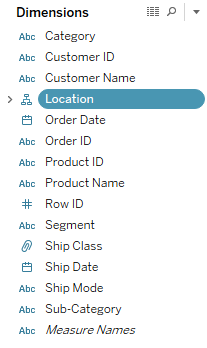 Dimensions
Abc Category
Abc Customer ID
Abc Customer Name
Location
Order Date
Abc Order ID
Abc Product ID
Abc Product Name
# Row ID
Abc Segment
Ship Class
Ship Date
Abc Ship Mode
Abc Sub-Category
Abc Measure Names